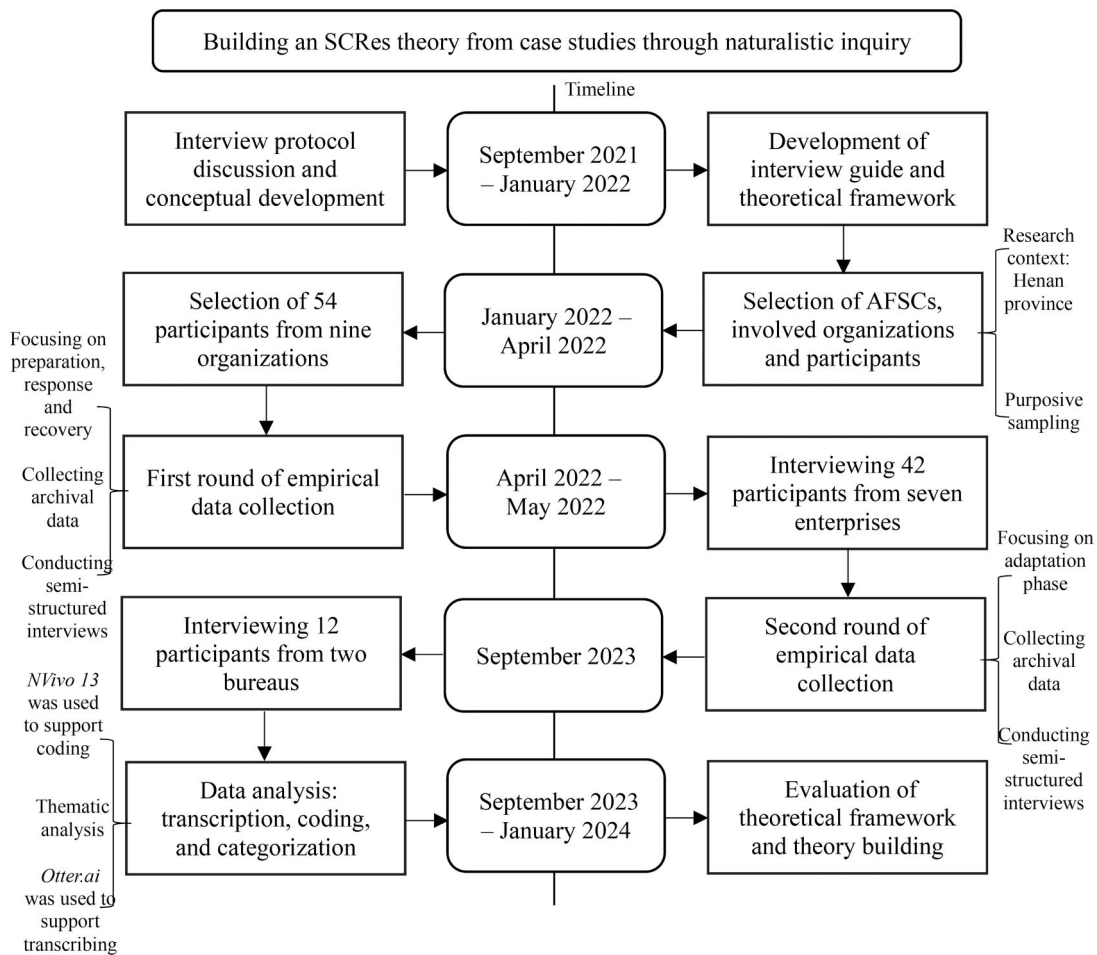 Building an SCRes theory from case studies through naturalistic inquiry
Timeline
Interview protocol
discussion and
conceptual development
September 2021
– January 2022
Development of
interview guide and
theoretical framework
Research
context:
Henan
province
Selection of AFSCs,
involved organizations
and participants
Purposive
sampling
January 2022 –
April 2022
Selection of 54
participants from nine
organizations
Focusing on
preparation,
response
and
recovery
Collecting
archival
data
Conducting
semi-
structured
interviews
First round of empirical
data collection
April 2022 –
May 2022
Interviewing 42
participants from seven
enterprises
Focusing on
adaptation
phase
Collecting
archival
data
Conducting
semi-
structured
interviews
Second round of
empirical data
collection
September 2023
Interviewing 12
participants from two
bureaus
NVivo 13
was used
to support
coding
Thematic
analysis
Otter.ai
was used to
support
transcribing
Data analysis:
transcription, coding,
and categorization
September 2023
– January 2024
Evaluation of
theoretical framework
and theory building